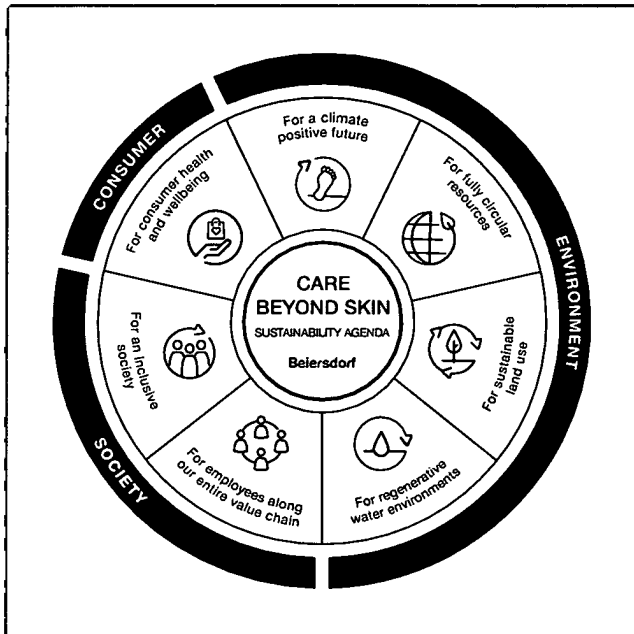 CARE
BEYOND SKIN
SUSTAINABILITY AGENDA
Beiersdorf
ENVIRONMENT
For a climate
positive future
For fully circular
resources
For sustainable
land use
For regenerative
water environments
SOCIETY
For employees along
our entire value chain
For an inclusive
society
CONSUMER
For consumer health
and wellbeing